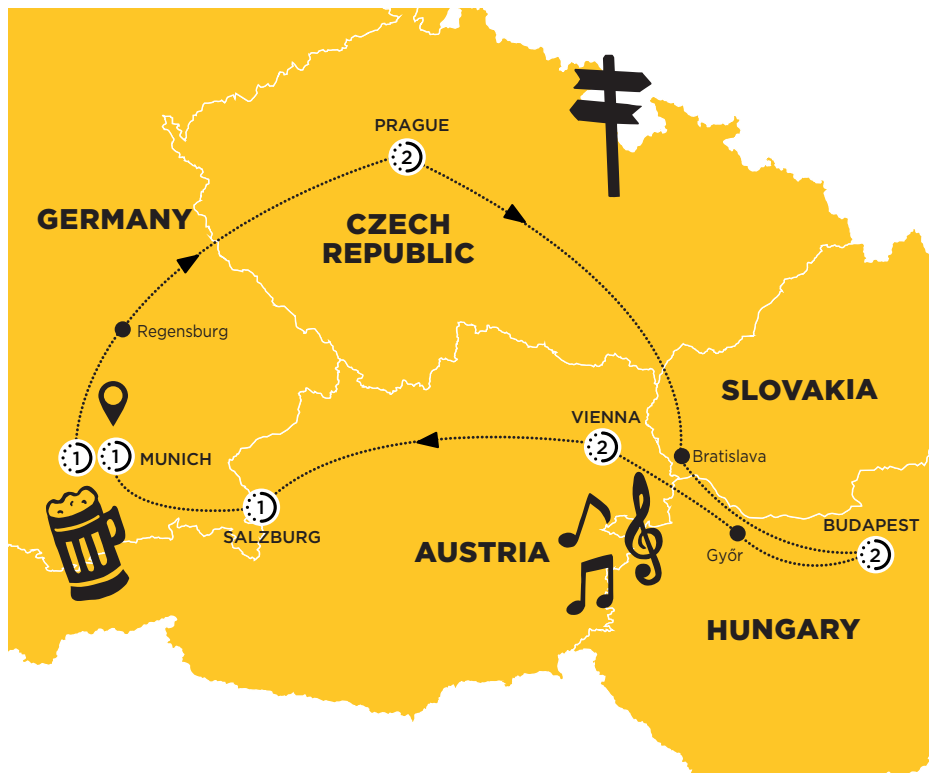 PRAGUE
2
GERMANY
CZECH
REPUBLIC
Regensburg
SLOVAKIA
VIENNA
2
1
1
MUNICH
Bratislava
1
SALZBURG
BUDAPEST
2
AUSTRIA
Győr
HUNGARY